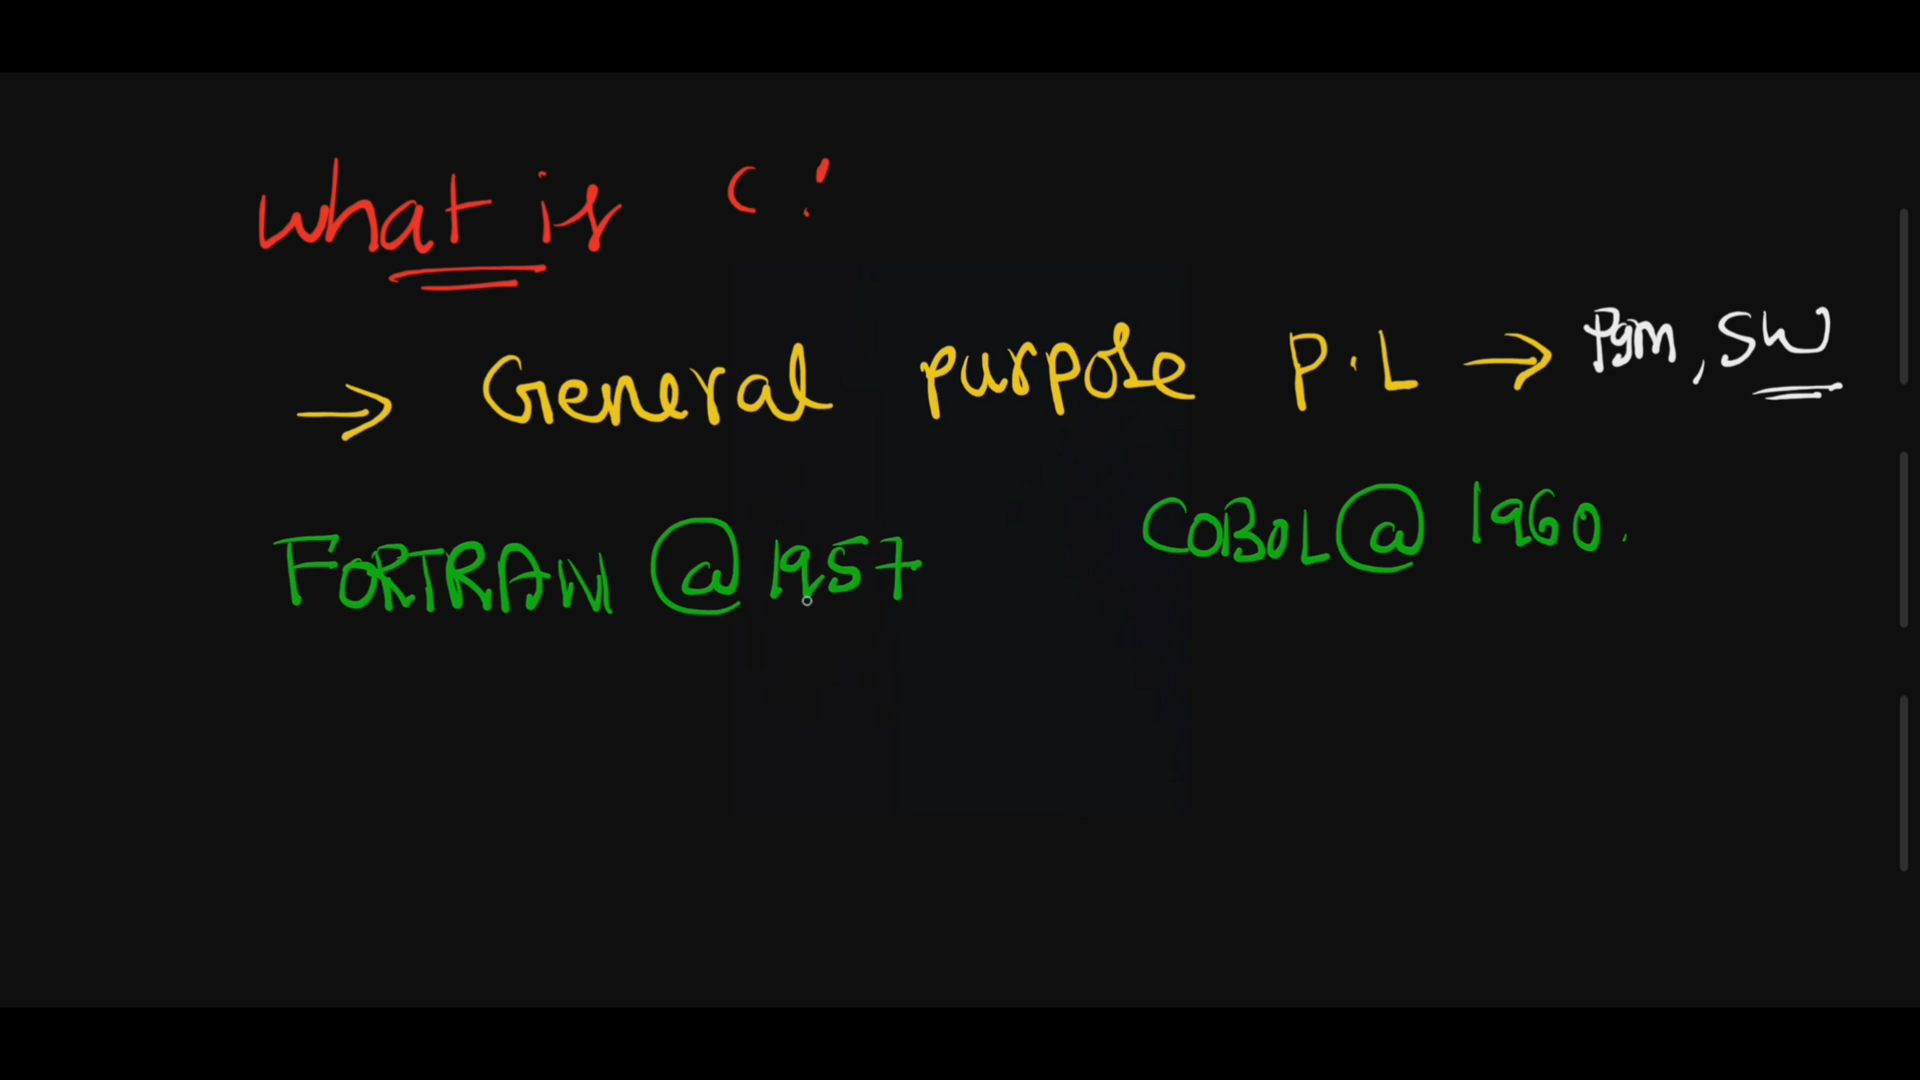 What is C?
→ General purpose P.L → Pgm, SW
FORTRAN @ 1957 COBOL @ 1960.